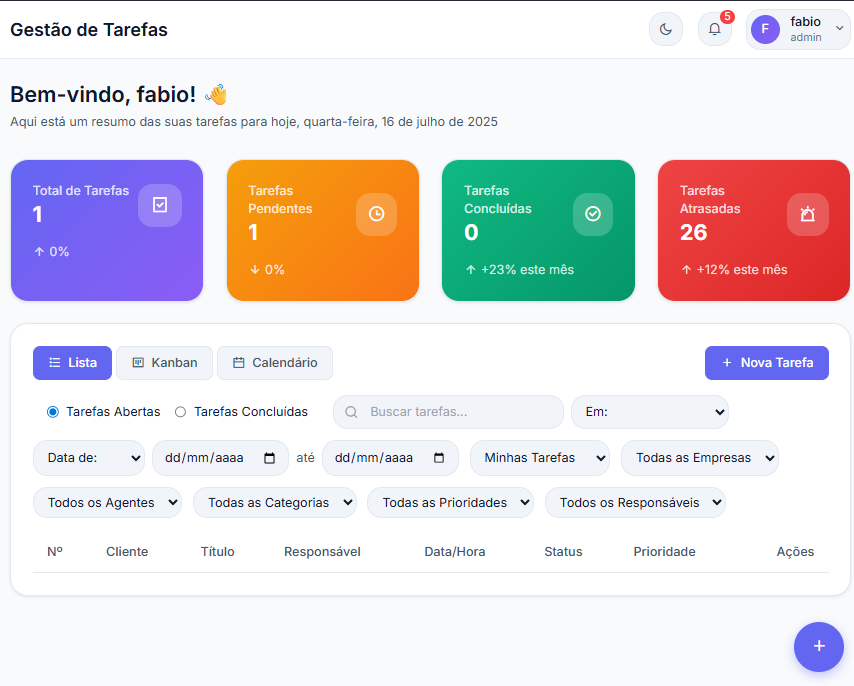 Gestão de Tarefas
5
F
fabio
admin
Bem-vindo, fabio! 👋
Aqui está um resumo das suas tarefas para hoje, quarta-feira, 16 de julho de 2025
Total de Tarefas
1
↑ 0%
Tarefas
Pendentes
1
↓ 0%
Tarefas
Concluídas
0
↑ +23% este mês
Tarefas
Atrasadas
26
↑ +12% este mês
Lista
Kanban
Calendário
+ Nova Tarefa
Tarefas Abertas
Tarefas Concluídas
Buscar tarefas...
Em:
Data de:
dd/mm/aaaa
até
dd/mm/aaaa
Minhas Tarefas
Todas as Empresas
Todos os Agentes
Todas as Categorias
Todas as Prioridades
Todos os Responsáveis
Nº Cliente Título Responsável Data/Hora Status Prioridade Ações
+